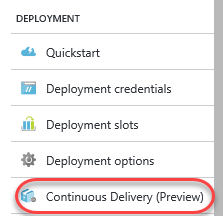 DEPLOYMENT
Quickstart
Deployment credentials
Deployment slots
Deployment options
Continuous Delivery (Preview)